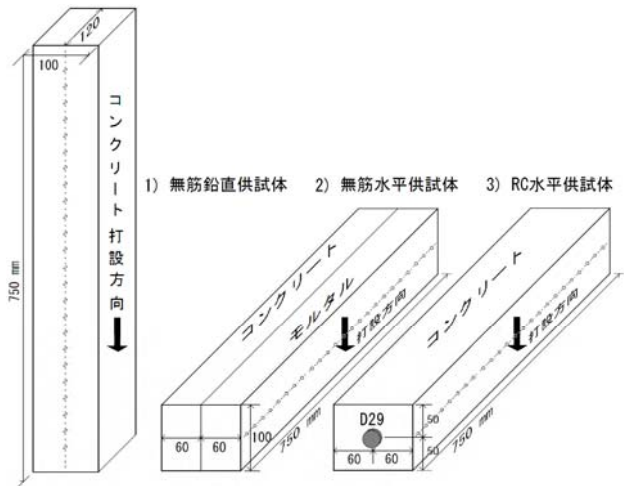 120
100
コンクリート打設方向
750 mm
1) 無筋鉛直供試体
2) 無筋水平供試体
3) RC水平供試体
コンクリート
モルタル
打設方向
60
60
100
750 mm
コンクリート
打設方向
D29
60
60
50
50
750 mm